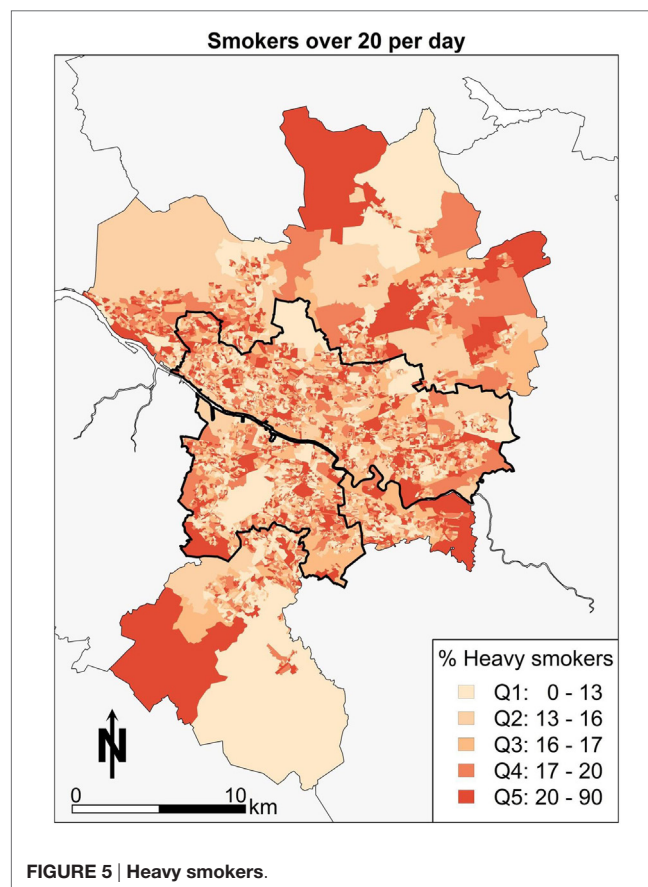 Smokers over 20 per day
% Heavy smokers
Q1: 0 - 13
Q2: 13 - 16
Q3: 16 - 17
Q4: 17 - 20
Q5: 20 - 90
N
0 10
km
FIGURE 5 | Heavy smokers.